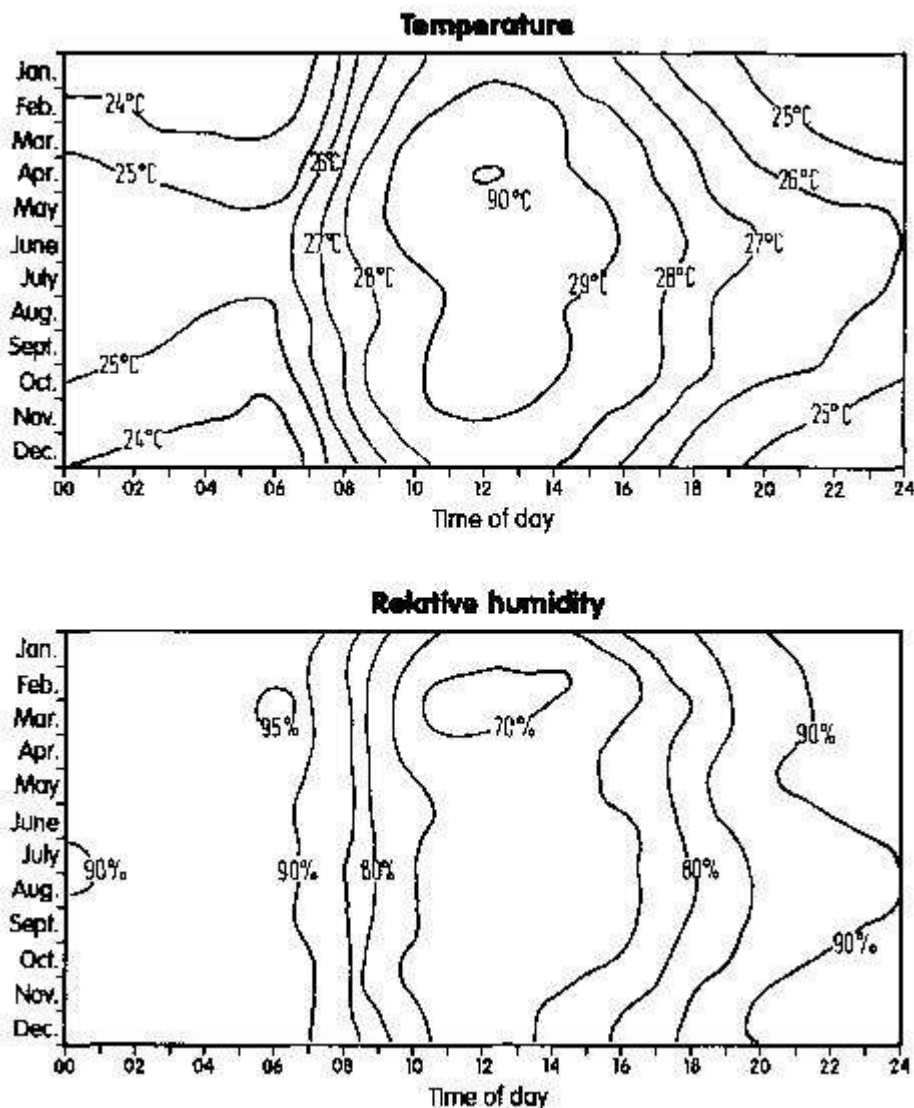 Temperature
Jan.
Feb.
Mar.
Apr.
May
June
July
Aug.
Sept.
Oct.
Nov.
Dec.
24°C
25°C
25°C
26°C
25°C
26°C
90°C
27°C
27°C
28°C
29°C
28°C
25°C
24°C
25°C
00 02 04 06 08 10 12 14 16 18 20 22 24
Time of day
Relative humidity
Jan.
Feb.
Mar.
Apr.
May
June
July
Aug.
Sept.
Oct.
Nov.
Dec.
95%
70%
90%
90%
90%
80%
80%
90%
00 02 04 06 08 10 12 14 16 18 20 22 24
Time of day